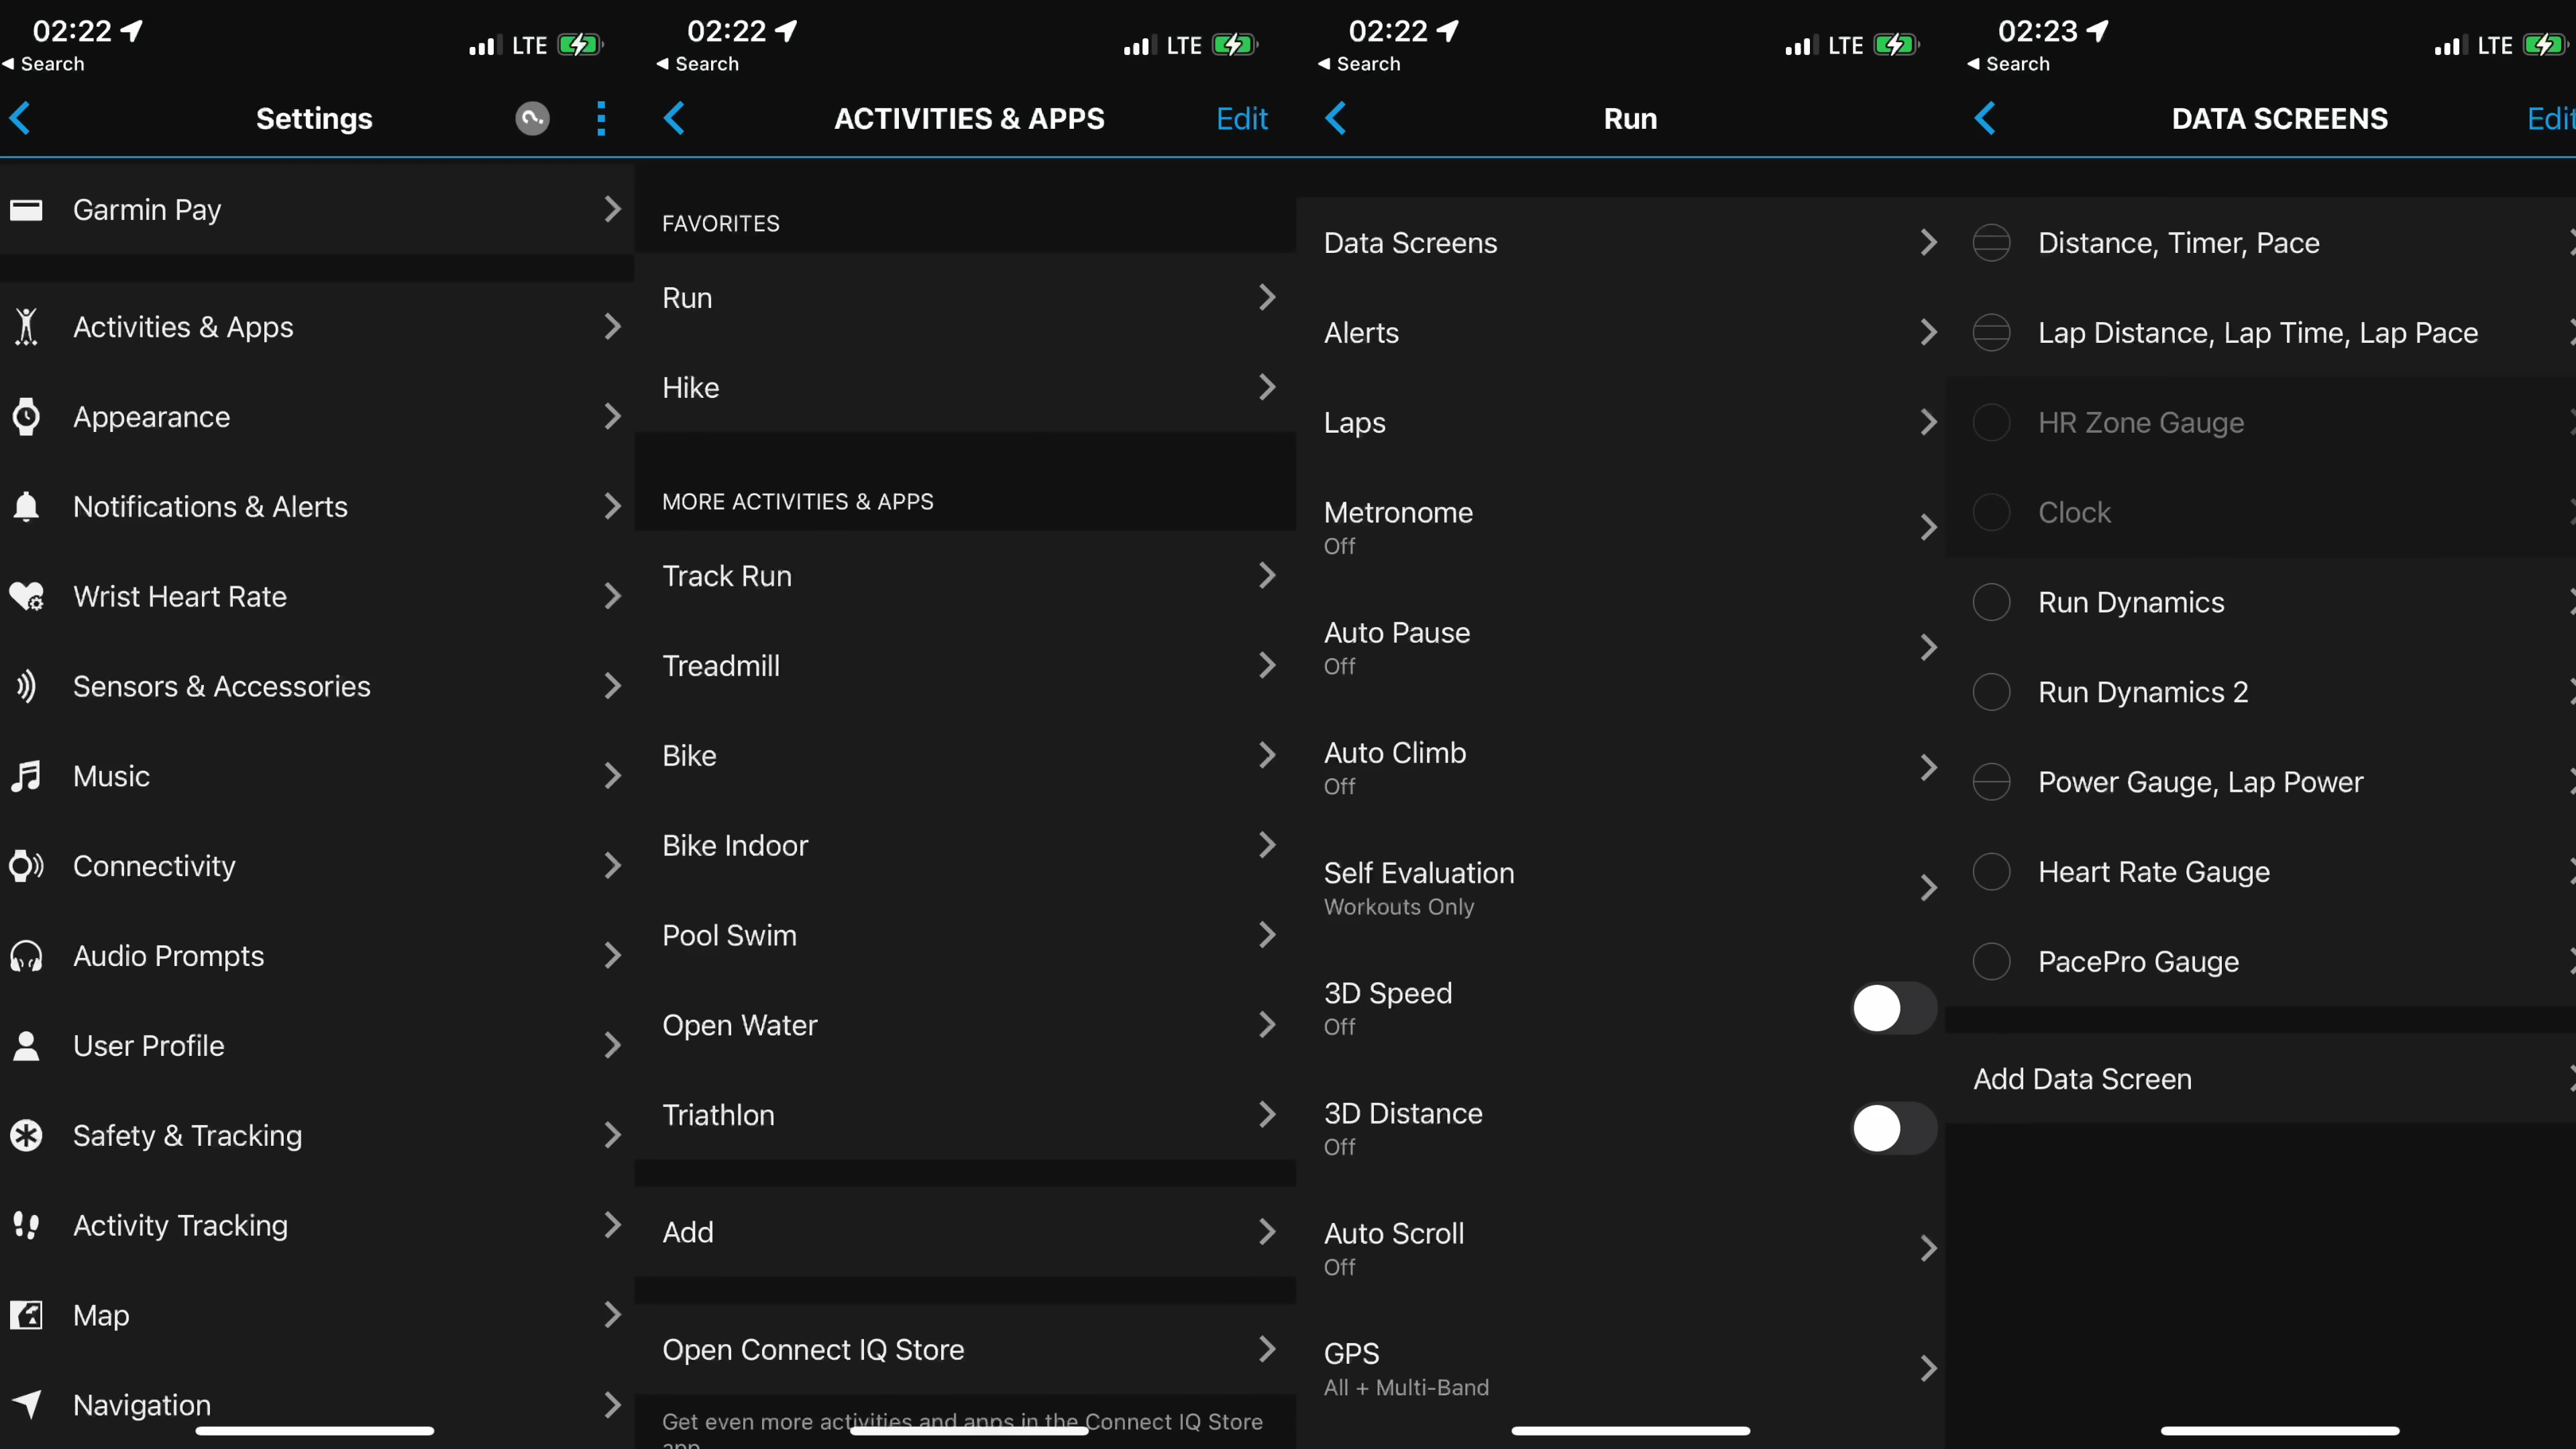 02:22
LTE
Search
Settings
Garmin Pay
Activities & Apps
Appearance
Notifications & Alerts
Wrist Heart Rate
Sensors & Accessories
Music
Connectivity
Audio Prompts
User Profile
Safety & Tracking
Activity Tracking
Map
Navigation
02:22
LTE
Search
ACTIVITIES & APPS
Edit
FAVORITES
Run
Hike
MORE ACTIVITIES & APPS
Track Run
Treadmill
Bike
Bike Indoor
Pool Swim
Open Water
Triathlon
Add
Open Connect IQ Store
Get even more activities and apps in the Connect IQ Store
app
02:22
LTE
Search
Run
Data Screens
Alerts
Laps
Metronome
Off
Auto Pause
Off
Auto Climb
Off
Self Evaluation
Workouts Only
3D Speed
Off
3D Distance
Off
Auto Scroll
Off
GPS
All + Multi-Band
02:23
LTE
Search
DATA SCREENS
Edit
Distance, Timer, Pace
Lap Distance, Lap Time, Lap Pace
HR Zone Gauge
Clock
Run Dynamics
Run Dynamics 2
Power Gauge, Lap Power
Heart Rate Gauge
PacePro Gauge
Add Data Screen